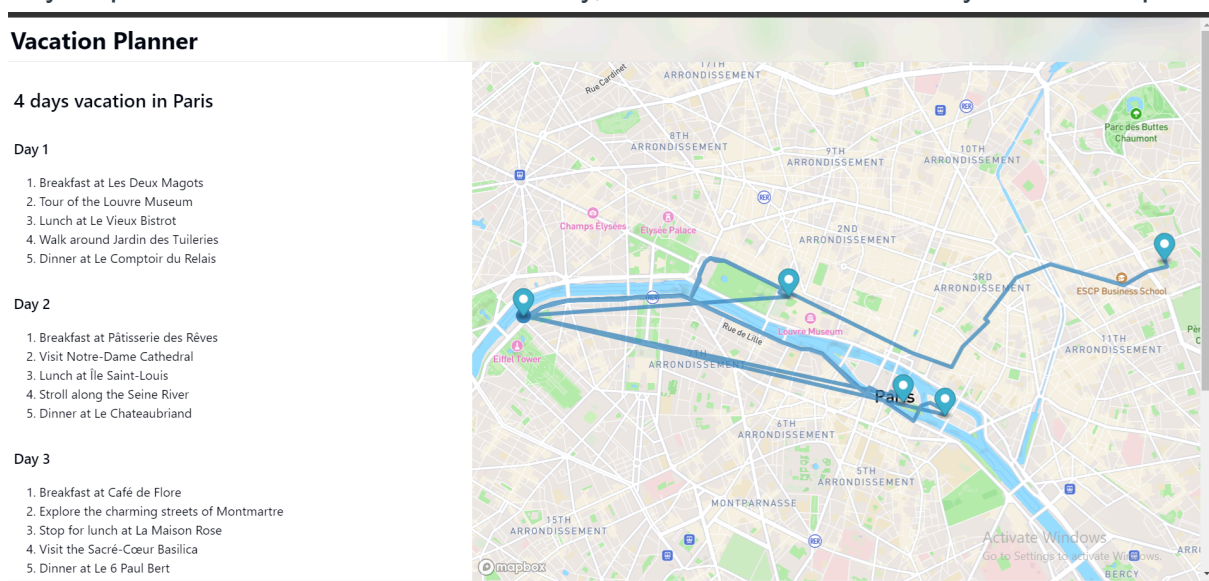 Vacation Planner
4 days vacation in Paris
Day 1
1. Breakfast at Les Deux Magots
2. Tour of the Louvre Museum
3. Lunch at Le Vieux Bistrot
4. Walk around Jardin des Tuileries
5. Dinner at Le Comptoir du Relais
Day 2
1. Breakfast at Pâtisserie des Rêves
2. Visit Notre-Dame Cathedral
3. Lunch at Île Saint-Louis
4. Stroll along the Seine River
5. Dinner at Le Chateaubriand
Day 3
1. Breakfast at Café de Flore
2. Explore the charming streets of Montmartre
3. Stop for lunch at La Maison Rose
4. Visit the Sacré-Cœur Basilica
5. Dinner at Le 6 Paul Bert
17TH
ARRONDISSEMENT
Rue Cardinet
RER
Parc des Buttes
Chaumont
8TH
ARRONDISSEMENT
9TH
ARRONDISSEMENT
10TH
ARRONDISSEMENT
RER
Champs Élysées
Élysée Palace
2ND
ARRONDISSEMENT
3RD
ARRONDISSEMENT
ESCP Business School
RER
Rue de Lille
Louvre Museum
Eiffel Tower
7TH
ARRONDISSEMENT
11TH
ARRONDISSEMENT
Paris
6TH
ARRONDISSEMENT
5TH
ARRONDISSEMENT
MONTPARNASSE
15TH
ARRONDISSEMENT
RER
Activate Windows
Go to Settings to activate Windows.
ARRI
BERCY
mapbox